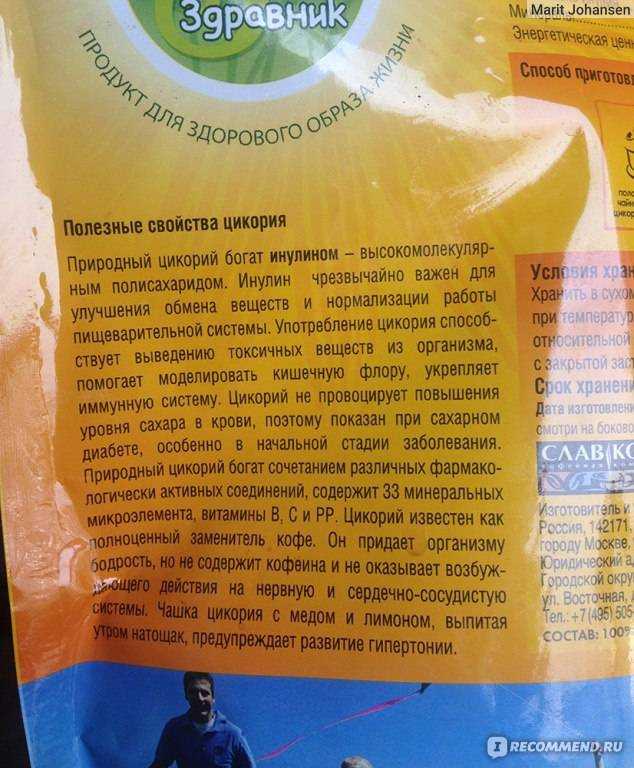 Marit Johansen
Здравник
ПРОДУКТ ДЛЯ ЗДОРОВОГО ОБРАЗА ЖИЗНИ
Полезные свойства цикория
Природный цикорий богат инулином – высокомолекуляр-
ным полисахаридом. Инулин чрезвычайно важен для
улучшения обмена веществ и нормализации работы
пищеварительной системы. Употребление цикория способ-
ствует выведению токсичных веществ из организма,
помогает моделировать кишечную флору, укрепляет
иммунную систему. Цикорий не провоцирует повышения
уровня сахара в крови, поэтому показан при сахарном
диабете, особенно в начальной стадии заболевания.
Природный цикорий богат сочетанием различных фармако-
логически активных соединений, содержит 33 минеральных
микроэлемента, витамины В, С и РР. Цикорий известен как
полноценный заменитель кофе. Он придает организму
бодрость, но не содержит кофеина и не оказывает возбуж-
дающего действия на нервную и сердечно-сосудистую
системы. Чашка цикория с медом и лимоном, выпитая
утром натощак, предупреждает развитие гипертонии.
Энергетическая цен
Способ приготов
чайн
цикор
Условия хран
Хранить в сухом
при температур
относительной
с закрытой заст
Срок хранени
Дата изготовлен
смотри на боково
СЛАВ КО
Изготовитель и
Россия, 142171,
городу Москве,
Юридический ад
Городской окру
ул. Восточная,
Тел.: +7 (495) 505
СОСТАВ: 100%
IRECOMMEND.RU